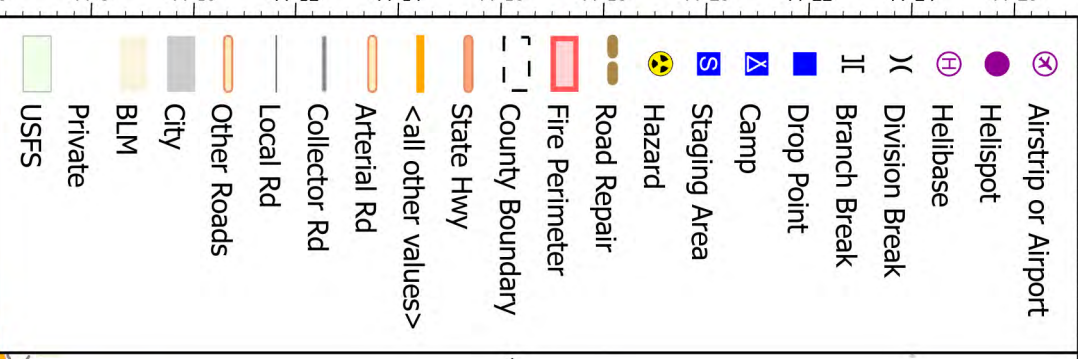 Airstrip or Airport
Helispot
Helibase
Division Break
Branch Break
Drop Point
Camp
Staging Area
Hazard
Road Repair
Fire Perimeter
County Boundary
State Hwy
<all other values>
Arterial Rd
Collector Rd
Local Rd
Other Roads
City
BLM
Private
USFS